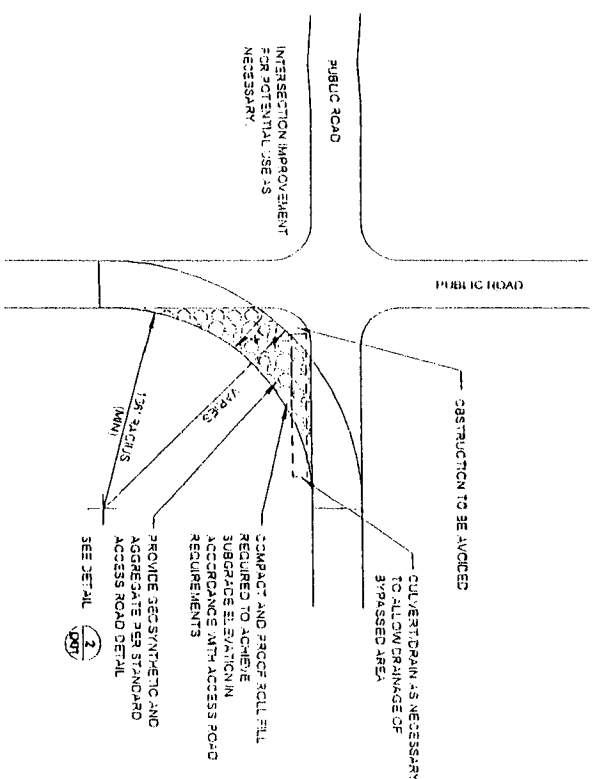 PUBLIC ROAD
INTERSECTION IMPROVEMENT
FOR POTENTIAL USE AS
NECESSARY.
PUBLIC ROAD
OBSTRUCTION TO BE AVOIDED
CULVERT/DRAIN AS NECESSARY
TO ALLOW DRAINAGE OF
BYPASSED AREA
COMPACT AND PROOF ROLL FILL
REQUIRED TO ACHIEVE
SUBGRADE ELEVATION IN
ACCORDANCE WITH ACCESS ROAD
REQUIREMENTS
PROVIDE GEOSYNTHETIC AND
AGGREGATE PER STANDARD
ACCESS ROAD DETAIL
SEE DETAIL 2
VARIES
RADIUS
(MIN)